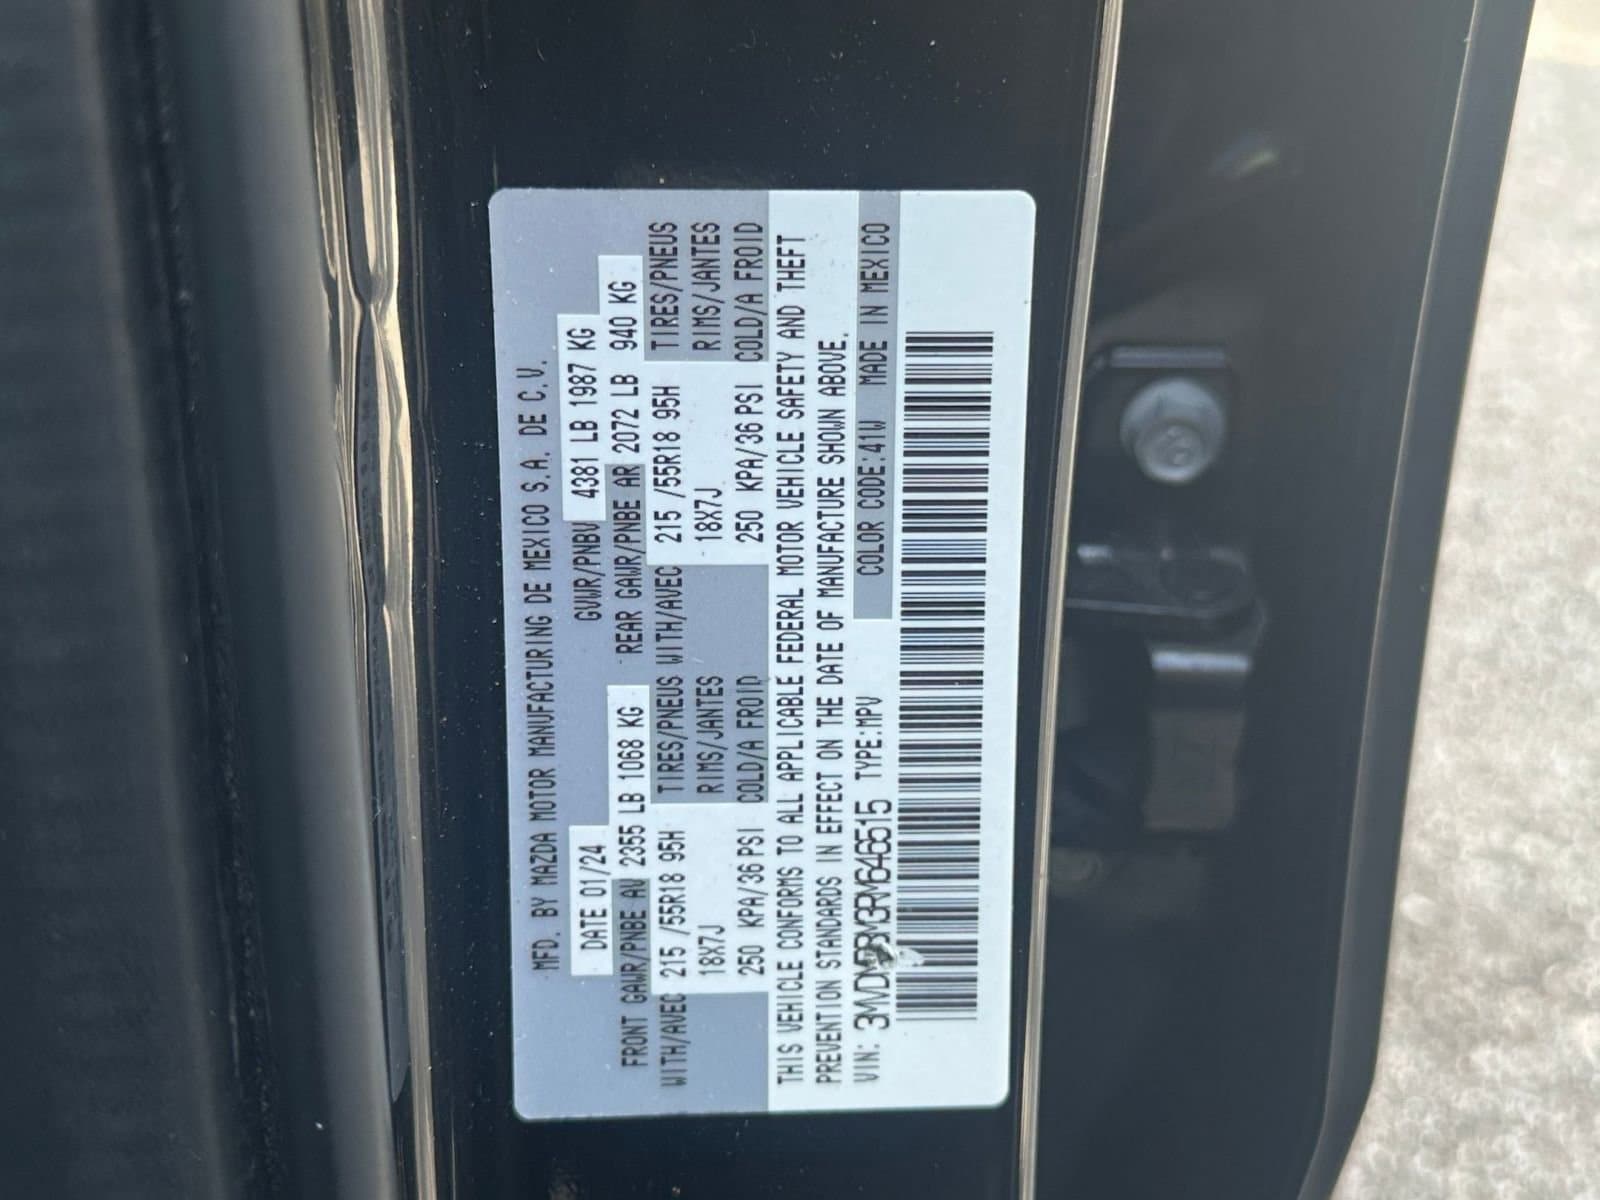 MFD. BY MAZDA MOTOR MANUFACTURING DE MEXICO S.A. DE C.V.
DATE 01/24 GVWR/PNBV 4381 LB 1987 KG
FRONT GAWR/PNBE AV 2355 LB 1068 KG REAR GAWR/PNBE AR 2072 LB 940 KG
WITH/AVEC 215 /55R18 95H TIRES/PNEUS WITH/AVEC 215 /55R18 95H TIRES/PNEUS
18X7J RIMS/JANTES 18X7J RIMS/JANTES
250 KPA/36 PSI COLD/A FROID 250 KPA/36 PSI COLD/A FROID
THIS VEHICLE CONFORMS TO ALL APPLICABLE FEDERAL MOTOR VEHICLE SAFETY AND THEFT
PREVENTION STANDARDS IN EFFECT ON THE DATE OF MANUFACTURE SHOWN ABOVE.
VIN: TYPE:MPV COLOR CODE:41W MADE IN MEXICO